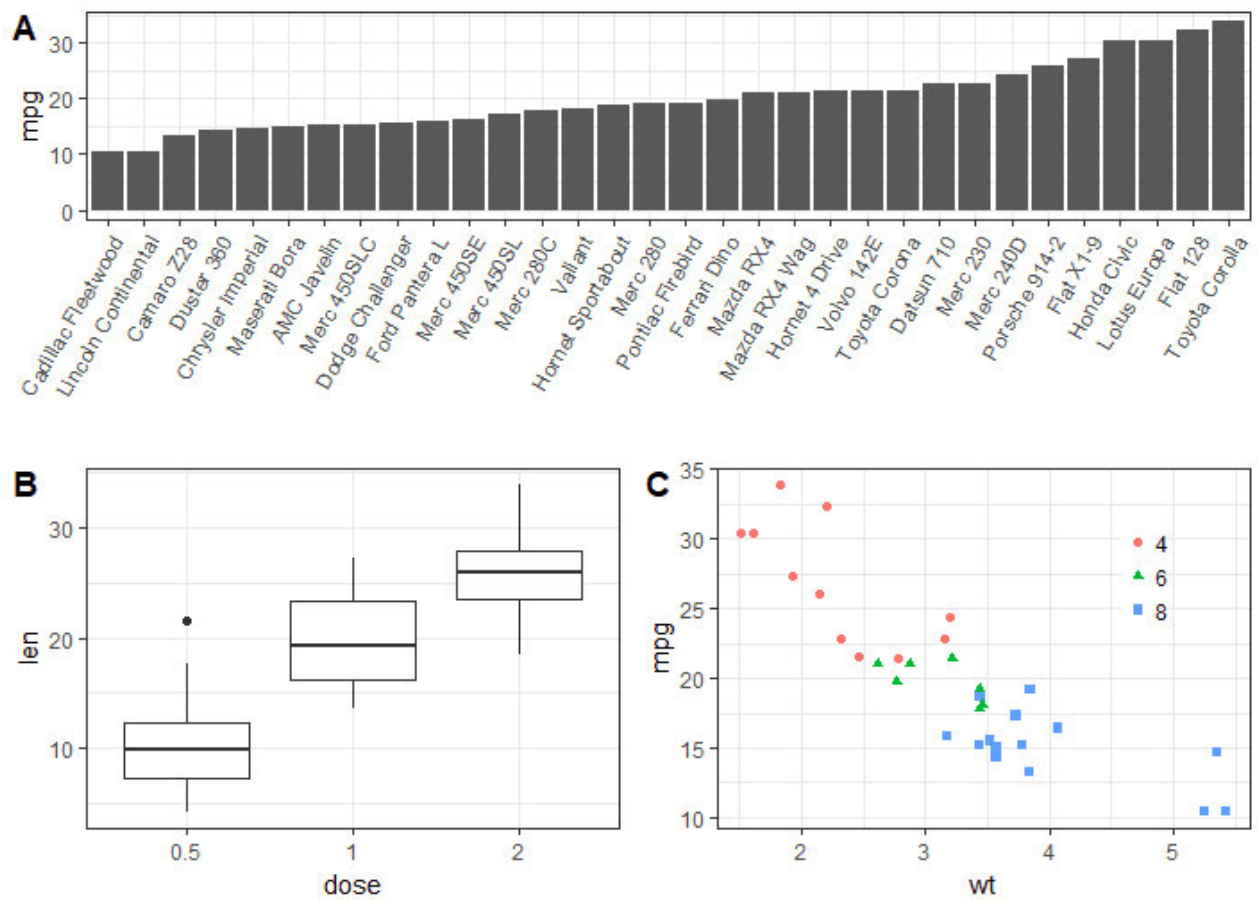 A
mpg
30
20
10
0
Cadillac Fleetwood
Lincoln Continental
Camaro Z28
Duster 360
Chrysler Imperial
Maserati Bora
AMC Javelin
Merc 450SLC
Dodge Challenger
Ford Pantera L
Merc 450SE
Merc 450SL
Merc 280C
Valiant
Hornet Sportabout
Merc 280
Pontiac Firebird
Ferrari Dino
Mazda RX4
Mazda RX4 Wag
Hornet 4 Drive
Volvo 142E
Toyota Corona
Datsun 710
Merc 230
Merc 240D
Porsche 914-2
Fiat X1-9
Honda Civic
Lotus Europa
Fiat 128
Toyota Corolla
B
len
30
20
10
0.5
1
2
dose
C
mpg
35
30
25
20
15
10
4
6
8
2
3
4
5
wt